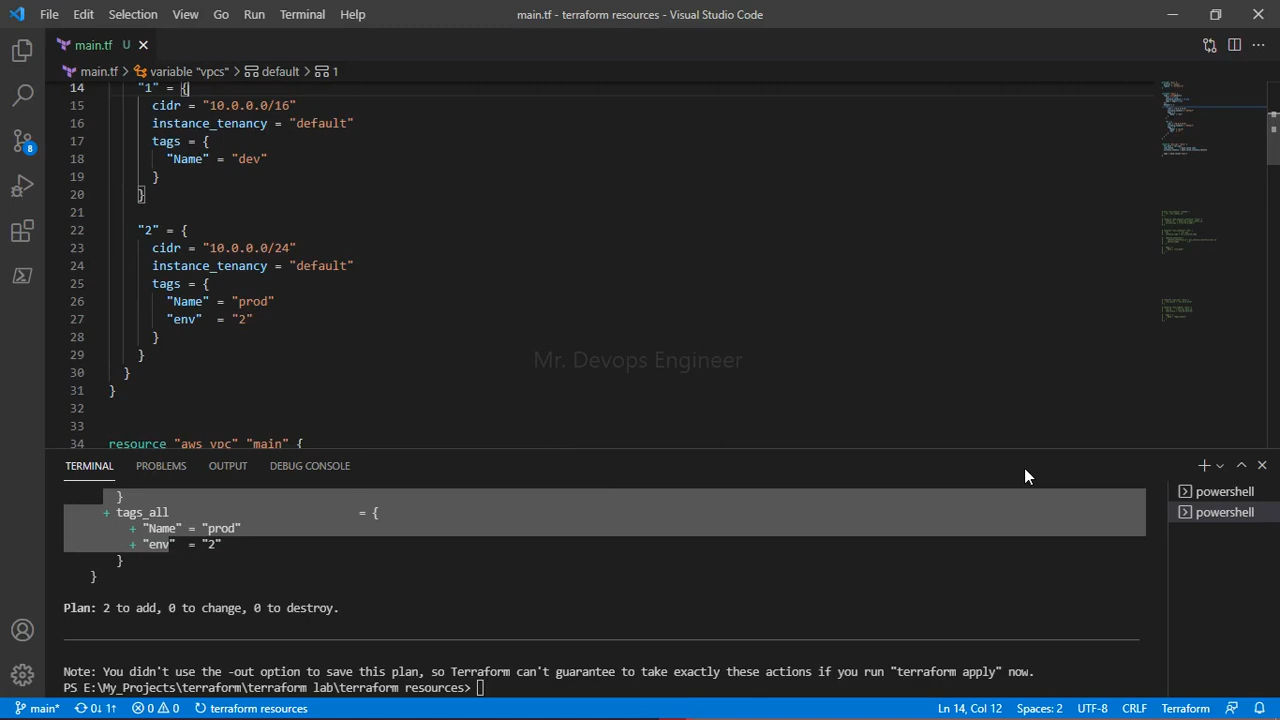 File Edit Selection View Go Run Terminal Help main.tf - terraform resources - Visual Studio Code
main.tf U
main.tf > variable "vpcs" > default > 1
14 "1" = {
15 cidr = "10.0.0.0/16"
16 instance_tenancy = "default"
17 tags = {
18 "Name" = "dev"
19 }
20 }
21
22 "2" = {
23 cidr = "10.0.0.0/24"
24 instance_tenancy = "default"
25 tags = {
26 "Name" = "prod"
27 "env" = "2"
28 }
29 }
30 }
31 }
32
33
34 resource "aws_vpc" "main" {
Mr. Devops Engineer
8
TERMINAL PROBLEMS OUTPUT DEBUG CONSOLE
powershell
powershell
}
+ tags_all = {
+ "Name" = "prod"
+ "env" = "2"
}
}
Plan: 2 to add, 0 to change, 0 to destroy.
Note: You didn't use the -out option to save this plan, so Terraform can't guarantee to take exactly these actions if you run "terraform apply" now.
PS E:\My_Projects\terraform\terraform lab\terraform resources>
main* 0↓ 1↑ 0 0 terraform resources Ln 14, Col 12 Spaces: 2 UTF-8 CRLF Terraform